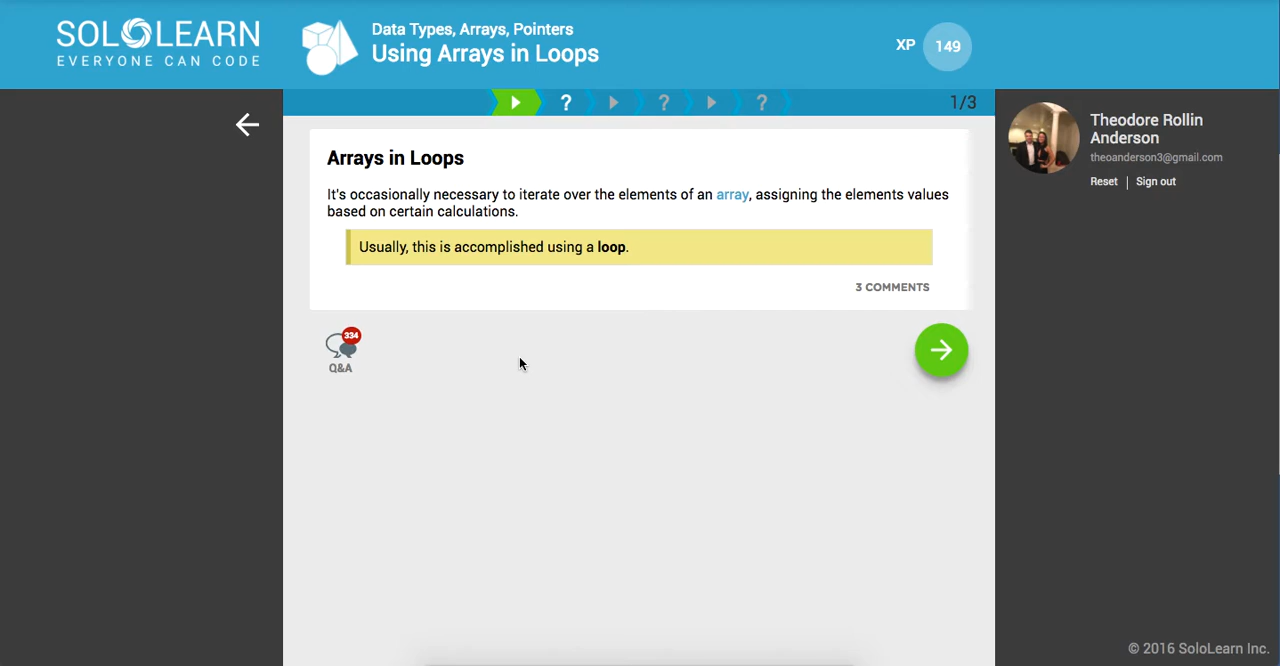 SOLOLEARN
EVERYONE CAN CODE
Data Types, Arrays, Pointers
Using Arrays in Loops
XP 149
? ? ? 1/3
Theodore Rollin
Anderson
theoanderson3@gmail.com
Reset | Sign out
Arrays in Loops
It's occasionally necessary to iterate over the elements of an array, assigning the elements values
based on certain calculations.
Usually, this is accomplished using a loop.
3 COMMENTS
334
Q&A
© 2016 SoloLearn Inc.